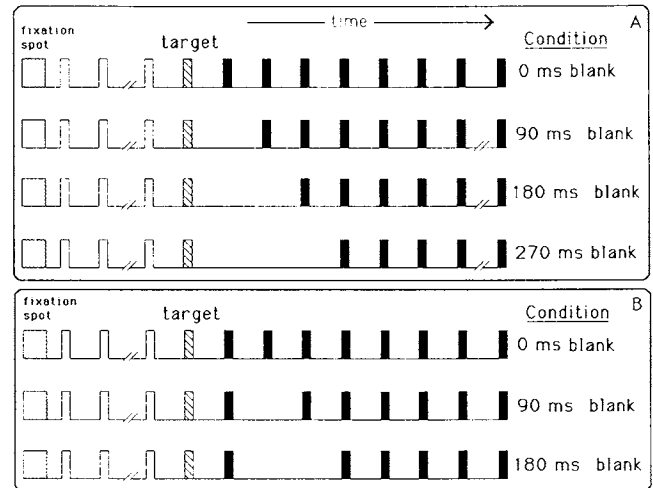 time
A
fixation
spot
target
Condition
0 ms blank
90 ms blank
180 ms blank
270 ms blank
B
fixation
spot
target
Condition
0 ms blank
90 ms blank
180 ms blank